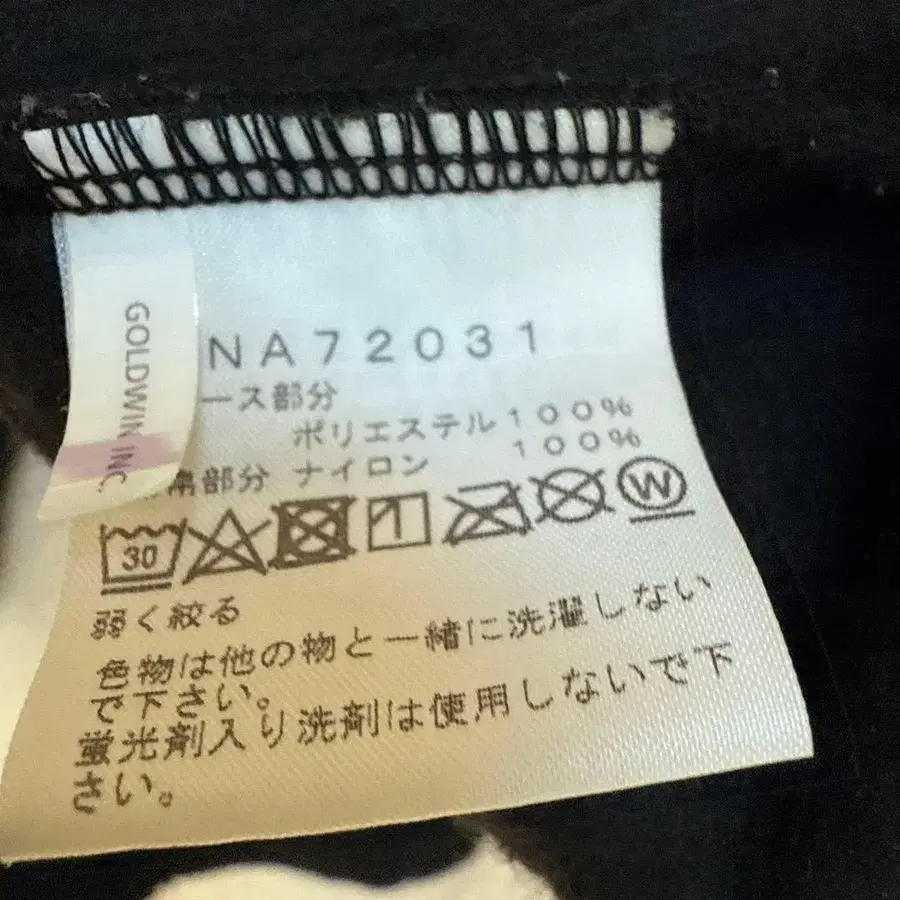 GOLDWIN INC.
NA72031
ース部分
ポリエステル 100%
部分 ナイロン 100%
30
W
弱く絞る
色物は他の物と一緒に洗濯しない
で下さい。
蛍光剤入り洗剤は使用しないで下
さい。